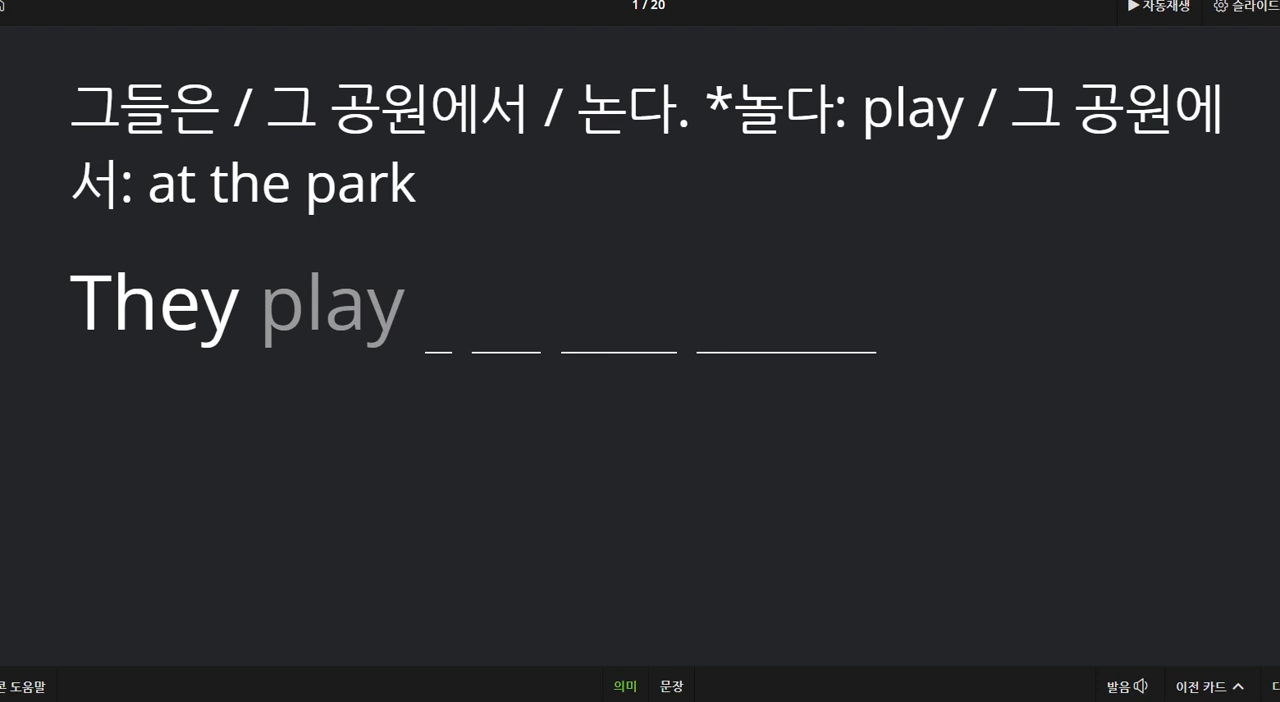 1 / 20
▶ 자동재생
슬라이드
그들은 / 그 공원에서 / 논다. *놀다: play / 그 공원에
서: at the park
They play _ __ ___ ____
도움말
의미
문장
발음
이전 카드